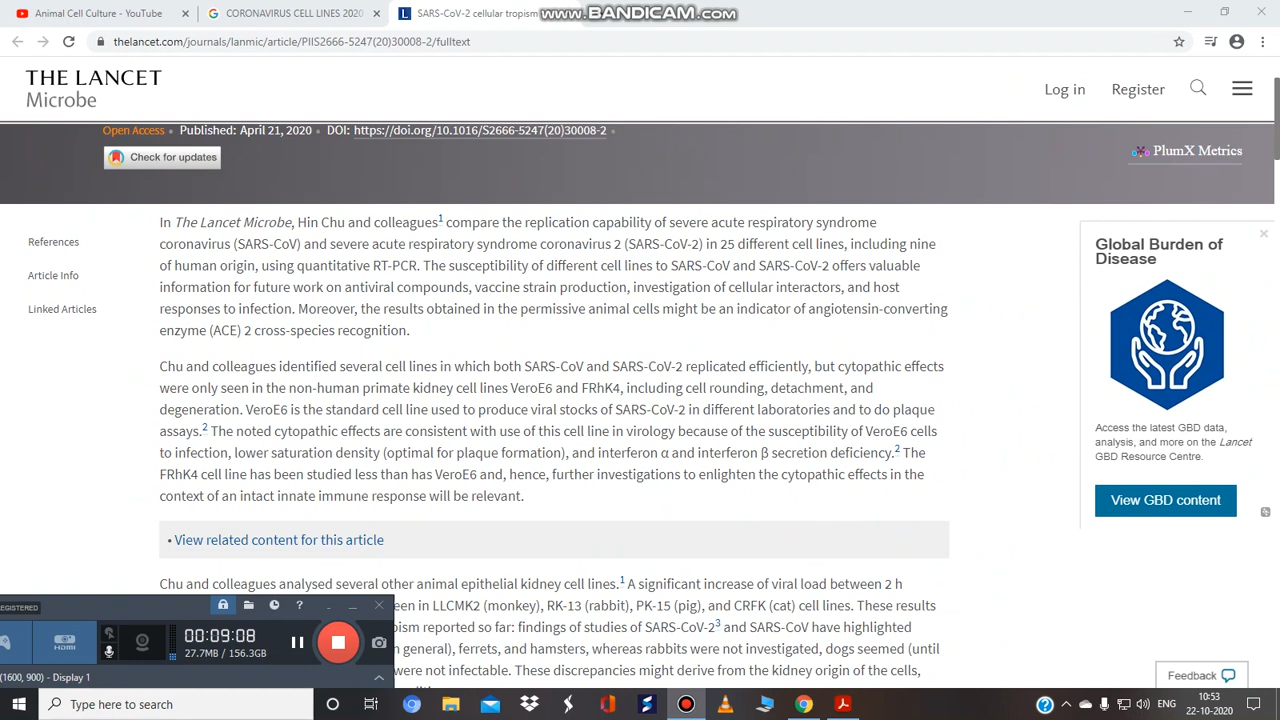 Animal Cell Culture - YouTube
CORONAVIRUS CELL LINES 2020
SARS-CoV-2 cellular tropism
www.BANDICAM.com
thelancet.com/journals/lanmic/article/PIIS2666-5247(20)30008-2/fulltext
THE LANCET
Microbe
Log in
Register
Open Access • Published: April 21, 2020 • DOI: https://doi.org/10.1016/S2666-5247(20)30008-2 •
Check for updates
PlumX Metrics
References
Article Info
Linked Articles
In The Lancet Microbe, Hin Chu and colleagues1 compare the replication capability of severe acute respiratory syndrome
coronavirus (SARS-CoV) and severe acute respiratory syndrome coronavirus 2 (SARS-CoV-2) in 25 different cell lines, including nine
of human origin, using quantitative RT-PCR. The susceptibility of different cell lines to SARS-CoV and SARS-CoV-2 offers valuable
information for future work on antiviral compounds, vaccine strain production, investigation of cellular interactors, and host
responses to infection. Moreover, the results obtained in the permissive animal cells might be an indicator of angiotensin-converting
enzyme (ACE) 2 cross-species recognition.
Chu and colleagues identified several cell lines in which both SARS-CoV and SARS-CoV-2 replicated efficiently, but cytopathic effects
were only seen in the non-human primate kidney cell lines VeroE6 and FRhK4, including cell rounding, detachment, and
degeneration. VeroE6 is the standard cell line used to produce viral stocks of SARS-CoV-2 in different laboratories and to do plaque
assays.2 The noted cytopathic effects are consistent with use of this cell line in virology because of the susceptibility of VeroE6 cells
to infection, lower saturation density (optimal for plaque formation), and interferon α and interferon β secretion deficiency.2 The
FRhK4 cell line has been studied less than has VeroE6 and, hence, further investigations to enlighten the cytopathic effects in the
context of an intact innate immune response will be relevant.
• View related content for this article
Chu and colleagues analysed several other animal epithelial kidney cell lines.1 A significant increase of viral load between 2 h
een in LLCMK2 (monkey), RK-13 (rabbit), PK-15 (pig), and CRFK (cat) cell lines. These results
pism reported so far: findings of studies of SARS-CoV-23 and SARS-CoV have highlighted
n general), ferrets, and hamsters, whereas rabbits were not investigated, dogs seemed (until
were not infectable. These discrepancies might derive from the kidney origin of the cells,
Global Burden of
Disease
Access the latest GBD data,
analysis, and more on the Lancet
GBD Resource Centre.
View GBD content
Feedback
EGISTERED
HDMI
00:09:08
27.7MB / 156.3GB
(1600, 900) - Display 1
Type here to search
ENG
10:53
22-10-2020